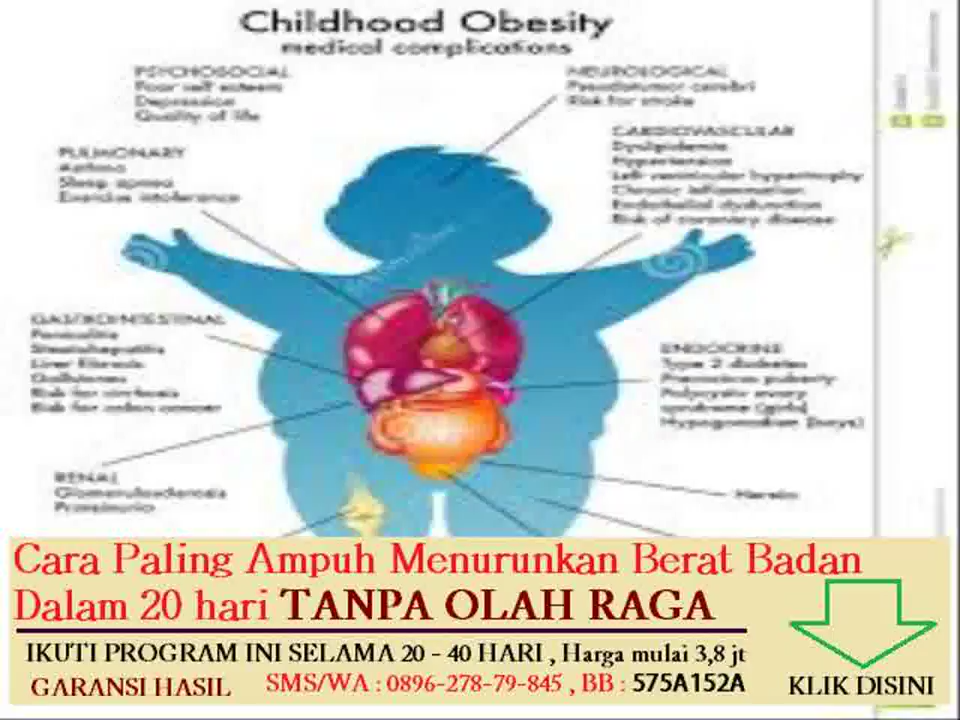 Childhood Obesity
medical complications
PSYCHOSOCIAL
Poor self esteem
Depression
Quality of life
NEUROLOGICAL
Pseudotumor cerebri
Risk for stroke
CARDIOVASCULAR
Dyslipidemia
Hypertension
Left ventricular hypertrophy
Chronic inflammation
Endothelial dysfunction
Risk of coronary disease
PULMONARY
Asthma
Sleep apnea
Exercise intolerance
GASTROINTESTINAL
Steatohepatitis
Liver fibrosis
Gallstones
Risk for cirrhosis
Risk for colon cancer
ENDOCRINE
Type 2 diabetes
Precocious puberty
Polycystic ovary
syndrome (girls)
Hypogonadism (boys)
RENAL
Glomerulosclerosis
Proteinuria
Hernia
Cara Paling Ampuh Menurunkan Berat Badan
Dalam 20 hari TANPA OLAH RAGA
IKUTI PROGRAM INI SELAMA 20 - 40 HARI , Harga mulai 3,8 jt
GARANSI HASIL SMS/WA : 0896-278-79-845 , BB : 575A152A
KLIK DISINI